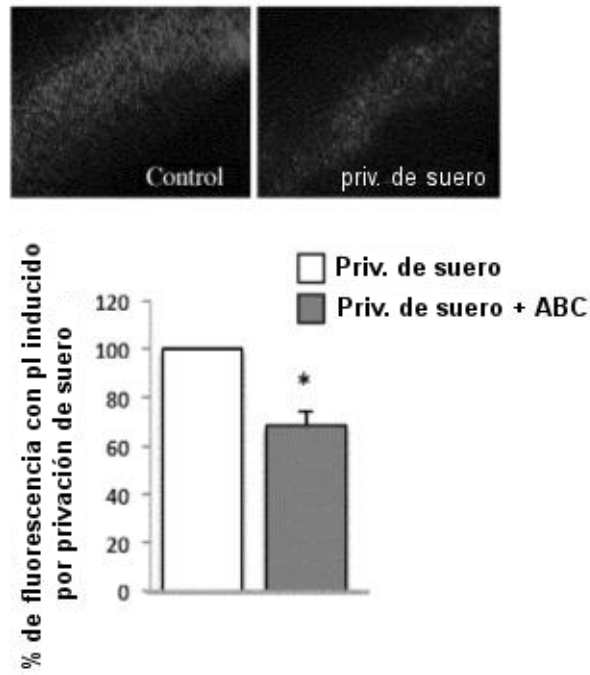 Control
priv. de suero
Priv. de suero
Priv. de suero + ABC
% de fluorescencia con pI inducido
por privación de suero
120
100
80
60
40
20
0
*